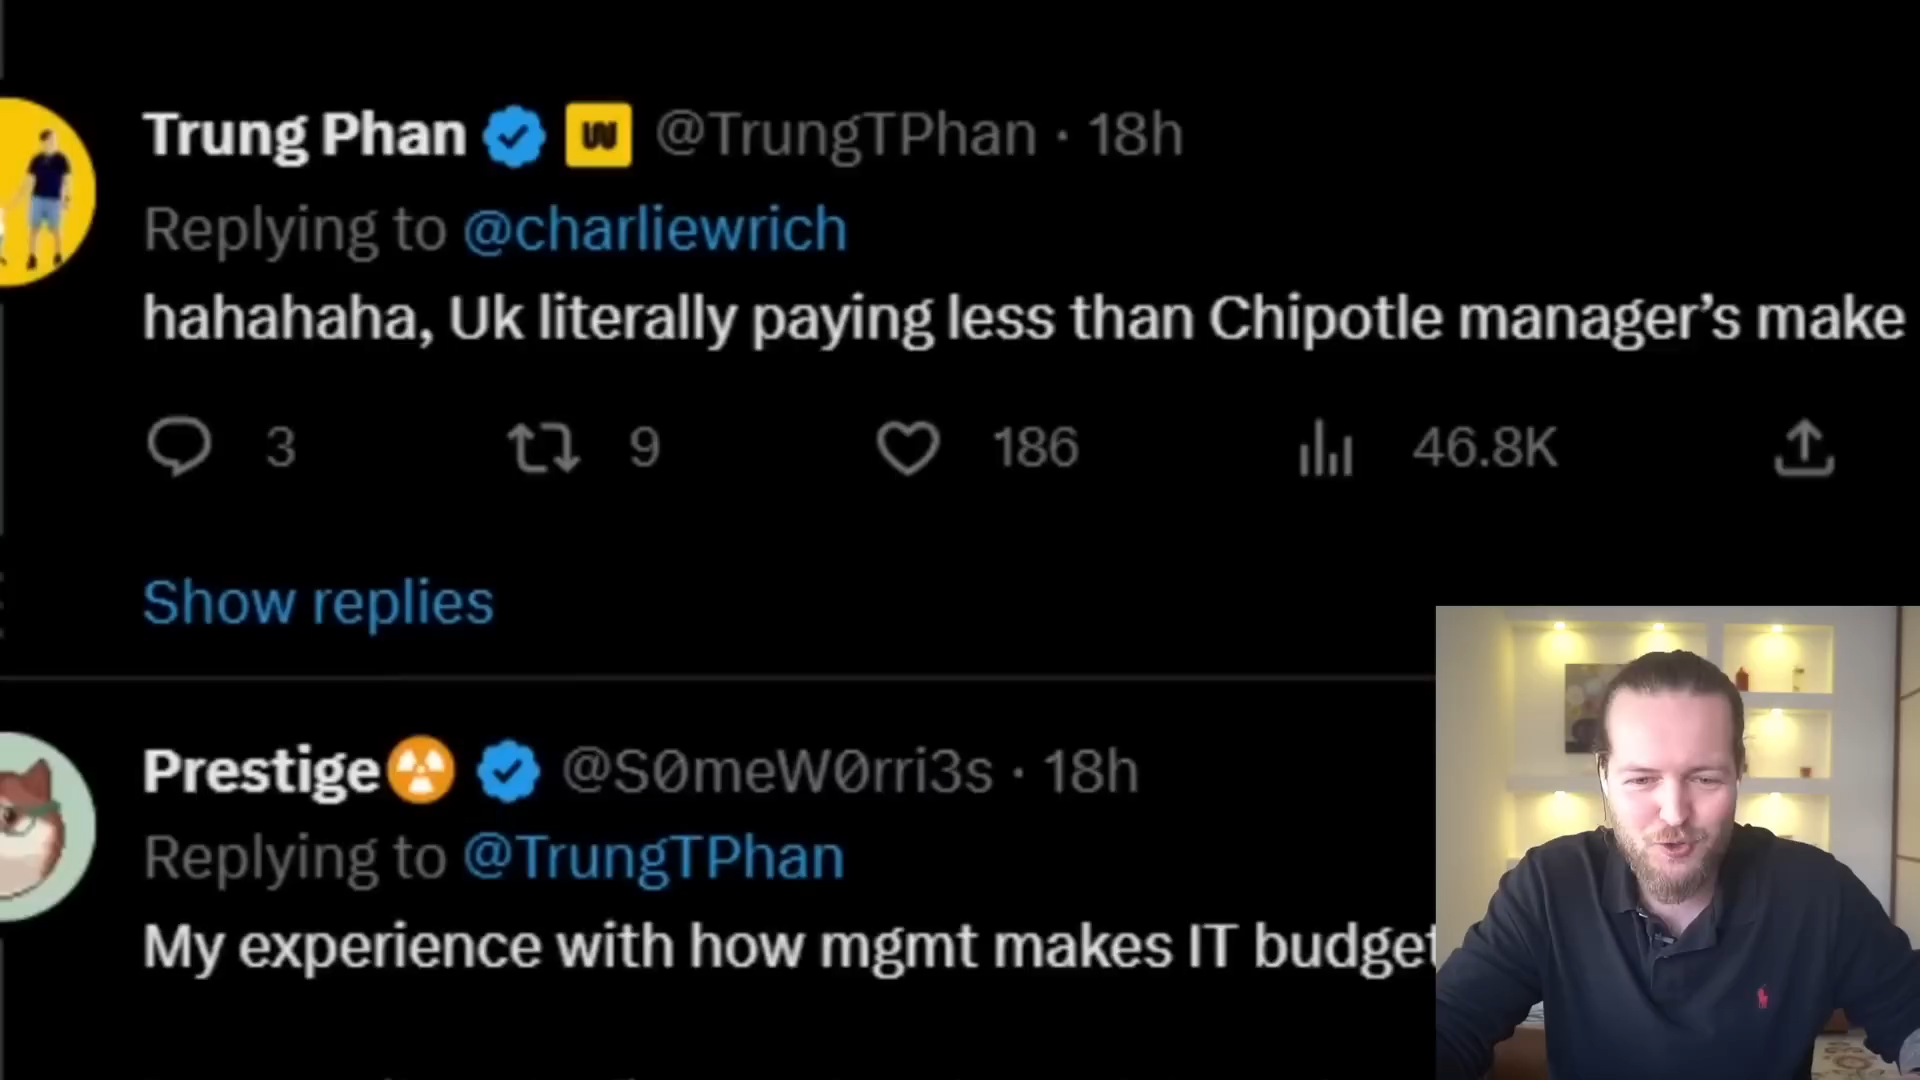 Trung Phan W @TrungTPhan · 18h
Replying to @charliewrich
hahahaha, Uk literally paying less than Chipotle manager’s make
3 9 186 46.8K
Show replies
Prestige @S0meW0rri3s · 18h
Replying to @TrungTPhan
My experience with how mgmt makes IT budget